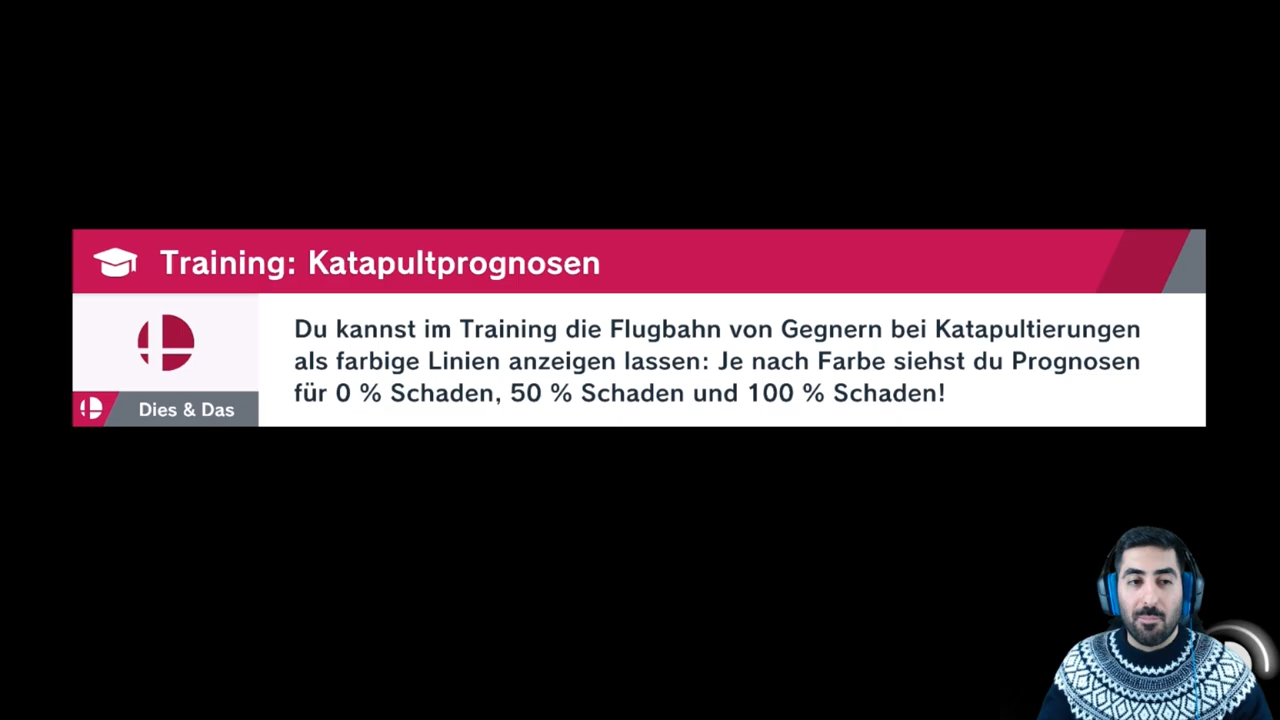 Training: Katapultprognosen
Du kannst im Training die Flugbahn von Gegnern bei Katapultierungen
als farbige Linien anzeigen lassen: Je nach Farbe siehst du Prognosen
für 0 % Schaden, 50 % Schaden und 100 % Schaden!
Dies & Das